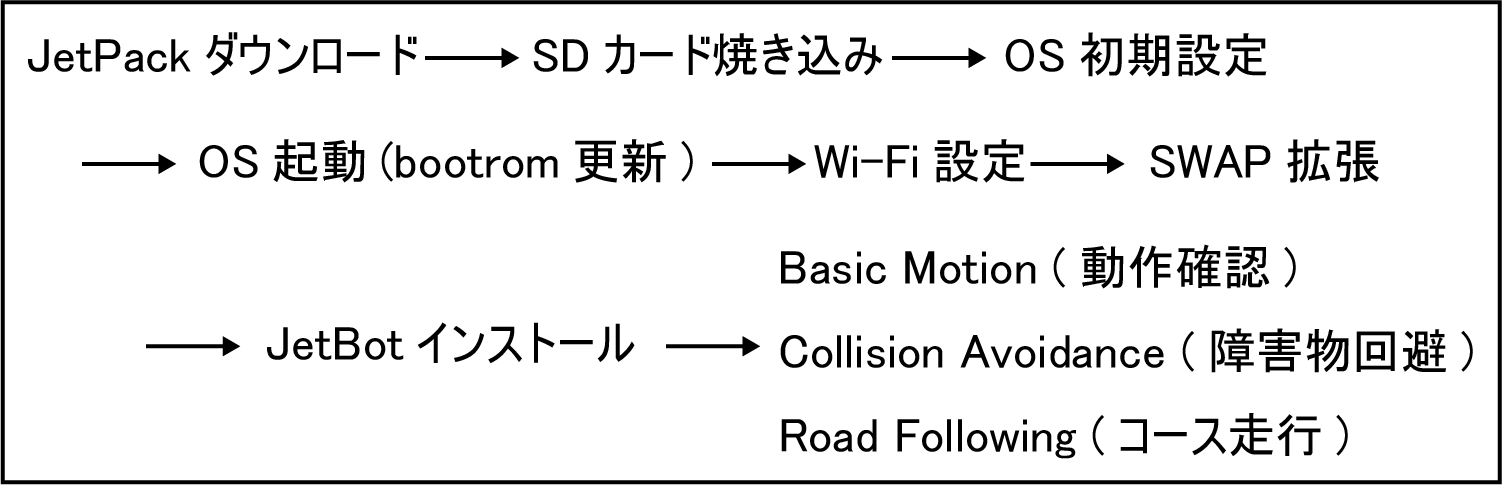 JetPack ダウンロード → SD カード焼き込み → OS 初期設定
→ OS 起動 (bootrom 更新 ) → Wi-Fi 設定 → SWAP 拡張
Basic Motion ( 動作確認 )
→ JetBot インストール →
Collision Avoidance ( 障害物回避 )
Road Following ( コース走行 )